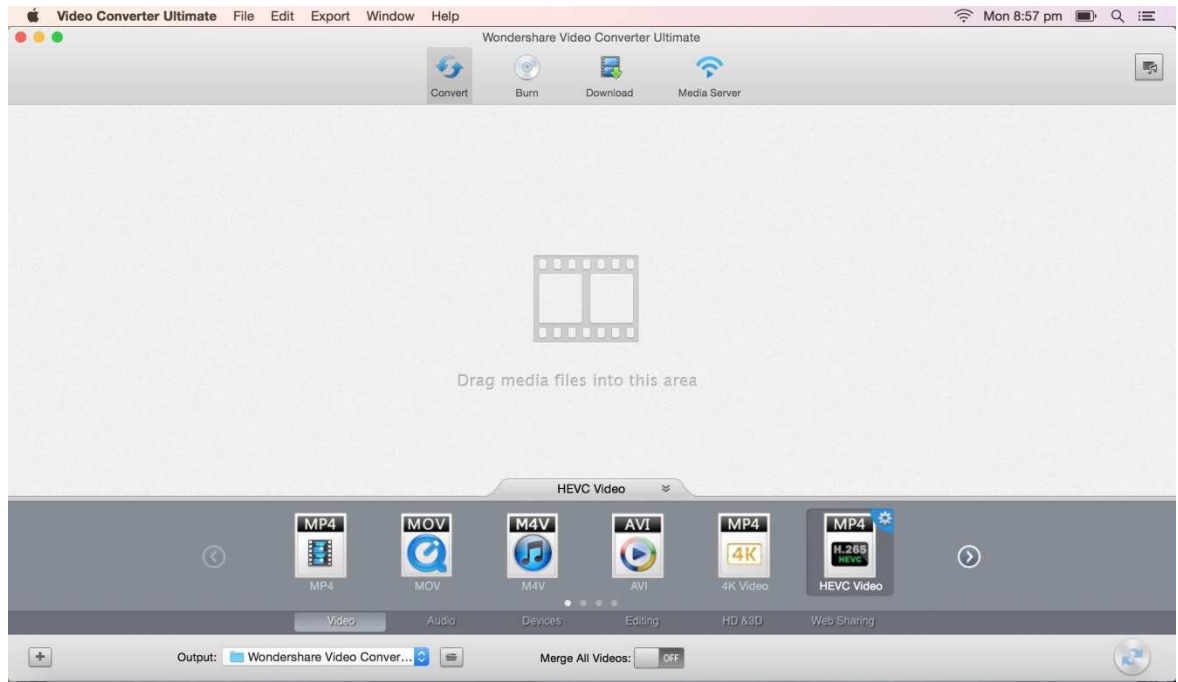 Video Converter Ultimate File Edit Export Window Help Mon 8:57 pm
Wondershare Video Converter Ultimate
Convert Burn Download Media Server
Drag media files into this area
HEVC Video
MP4 MOV M4V AVI MP4 MP4
4K H.265
HEVC
MP4 MOV M4V AVI 4K Video HEVC Video
Video Audio Devices Editing HD &3D Web Sharing
Output: Wondershare Video Conver... Merge All Videos: OFF